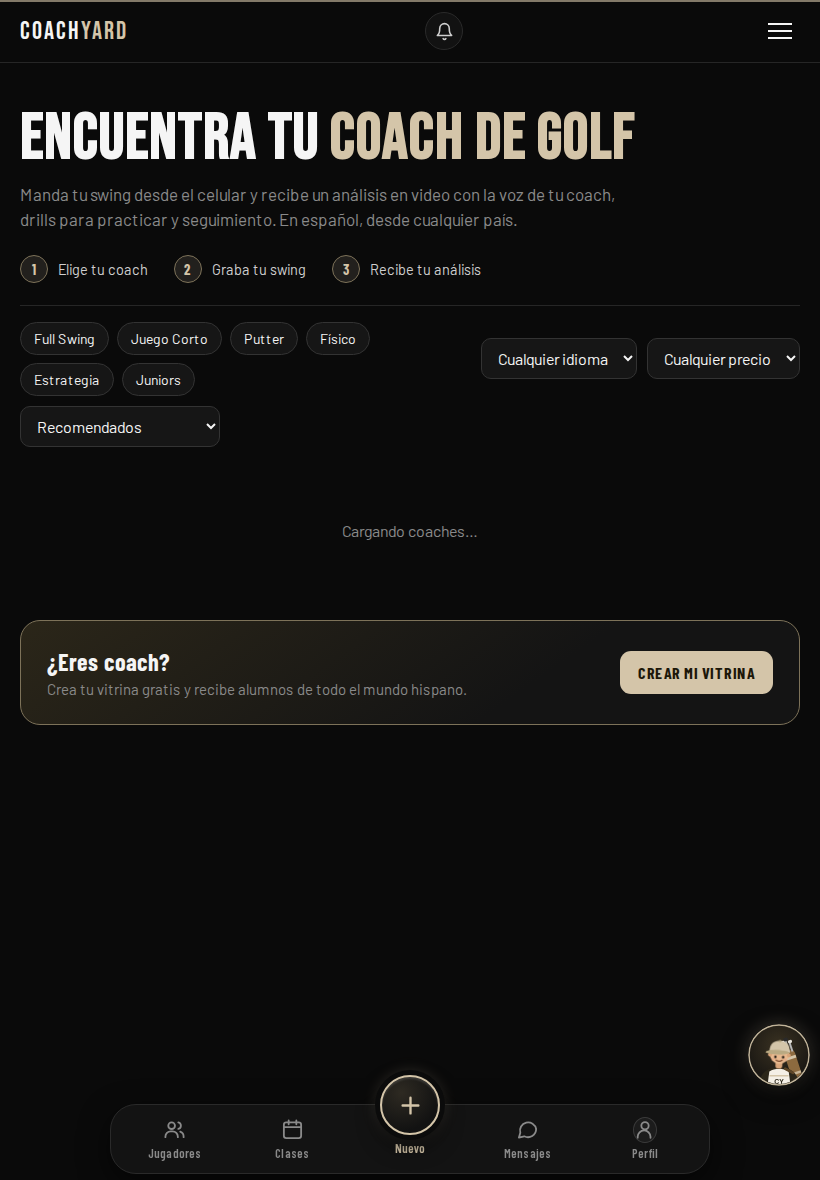 COACHYARD
ENCUENTRA TU COACH DE GOLF
Manda tu swing desde el celular y recibe un análisis en video con la voz de tu coach,
drills para practicar y seguimiento. En español, desde cualquier país.
1 Elige tu coach 2 Graba tu swing 3 Recibe tu análisis
Full Swing Juego Corto Putter Físico
Estrategia Juniors
Cualquier idioma Cualquier precio
Recomendados
Cargando coaches...
¿Eres coach?
Crea tu vitrina gratis y recibe alumnos de todo el mundo hispano.
CREAR MI VITRINA
CY
Jugadores Clases Nuevo Mensajes Perfil